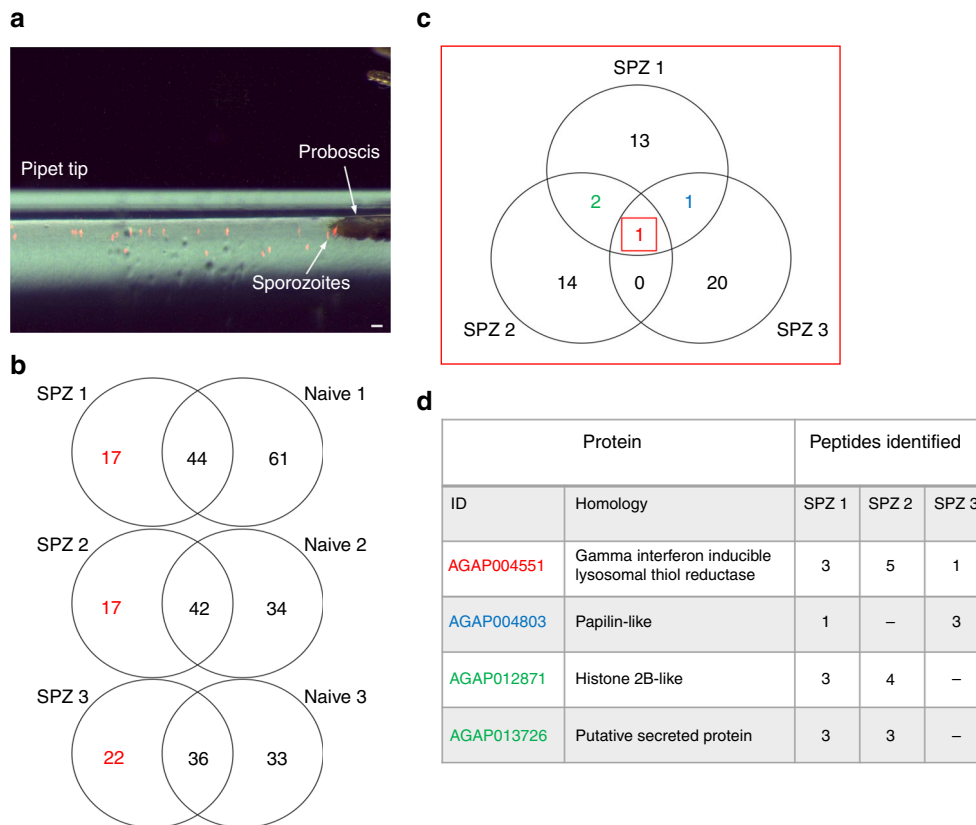 a
Pipet tip
Proboscis
Sporozoites
b
SPZ 1
Naive 1
17
44
61
SPZ 2
Naive 2
17
42
34
SPZ 3
Naive 3
22
36
33
c
SPZ 1
13
2
1
1
14
0
20
SPZ 2
SPZ 3
d
Protein
Peptides identified
ID
Homology
SPZ 1
SPZ 2
SPZ 3
AGAP004551
Gamma interferon inducible
lysosomal thiol reductase
3
5
1
AGAP004803
Papilin-like
1
–
3
AGAP012871
Histone 2B-like
3
4
–
AGAP013726
Putative secreted protein
3
3
–